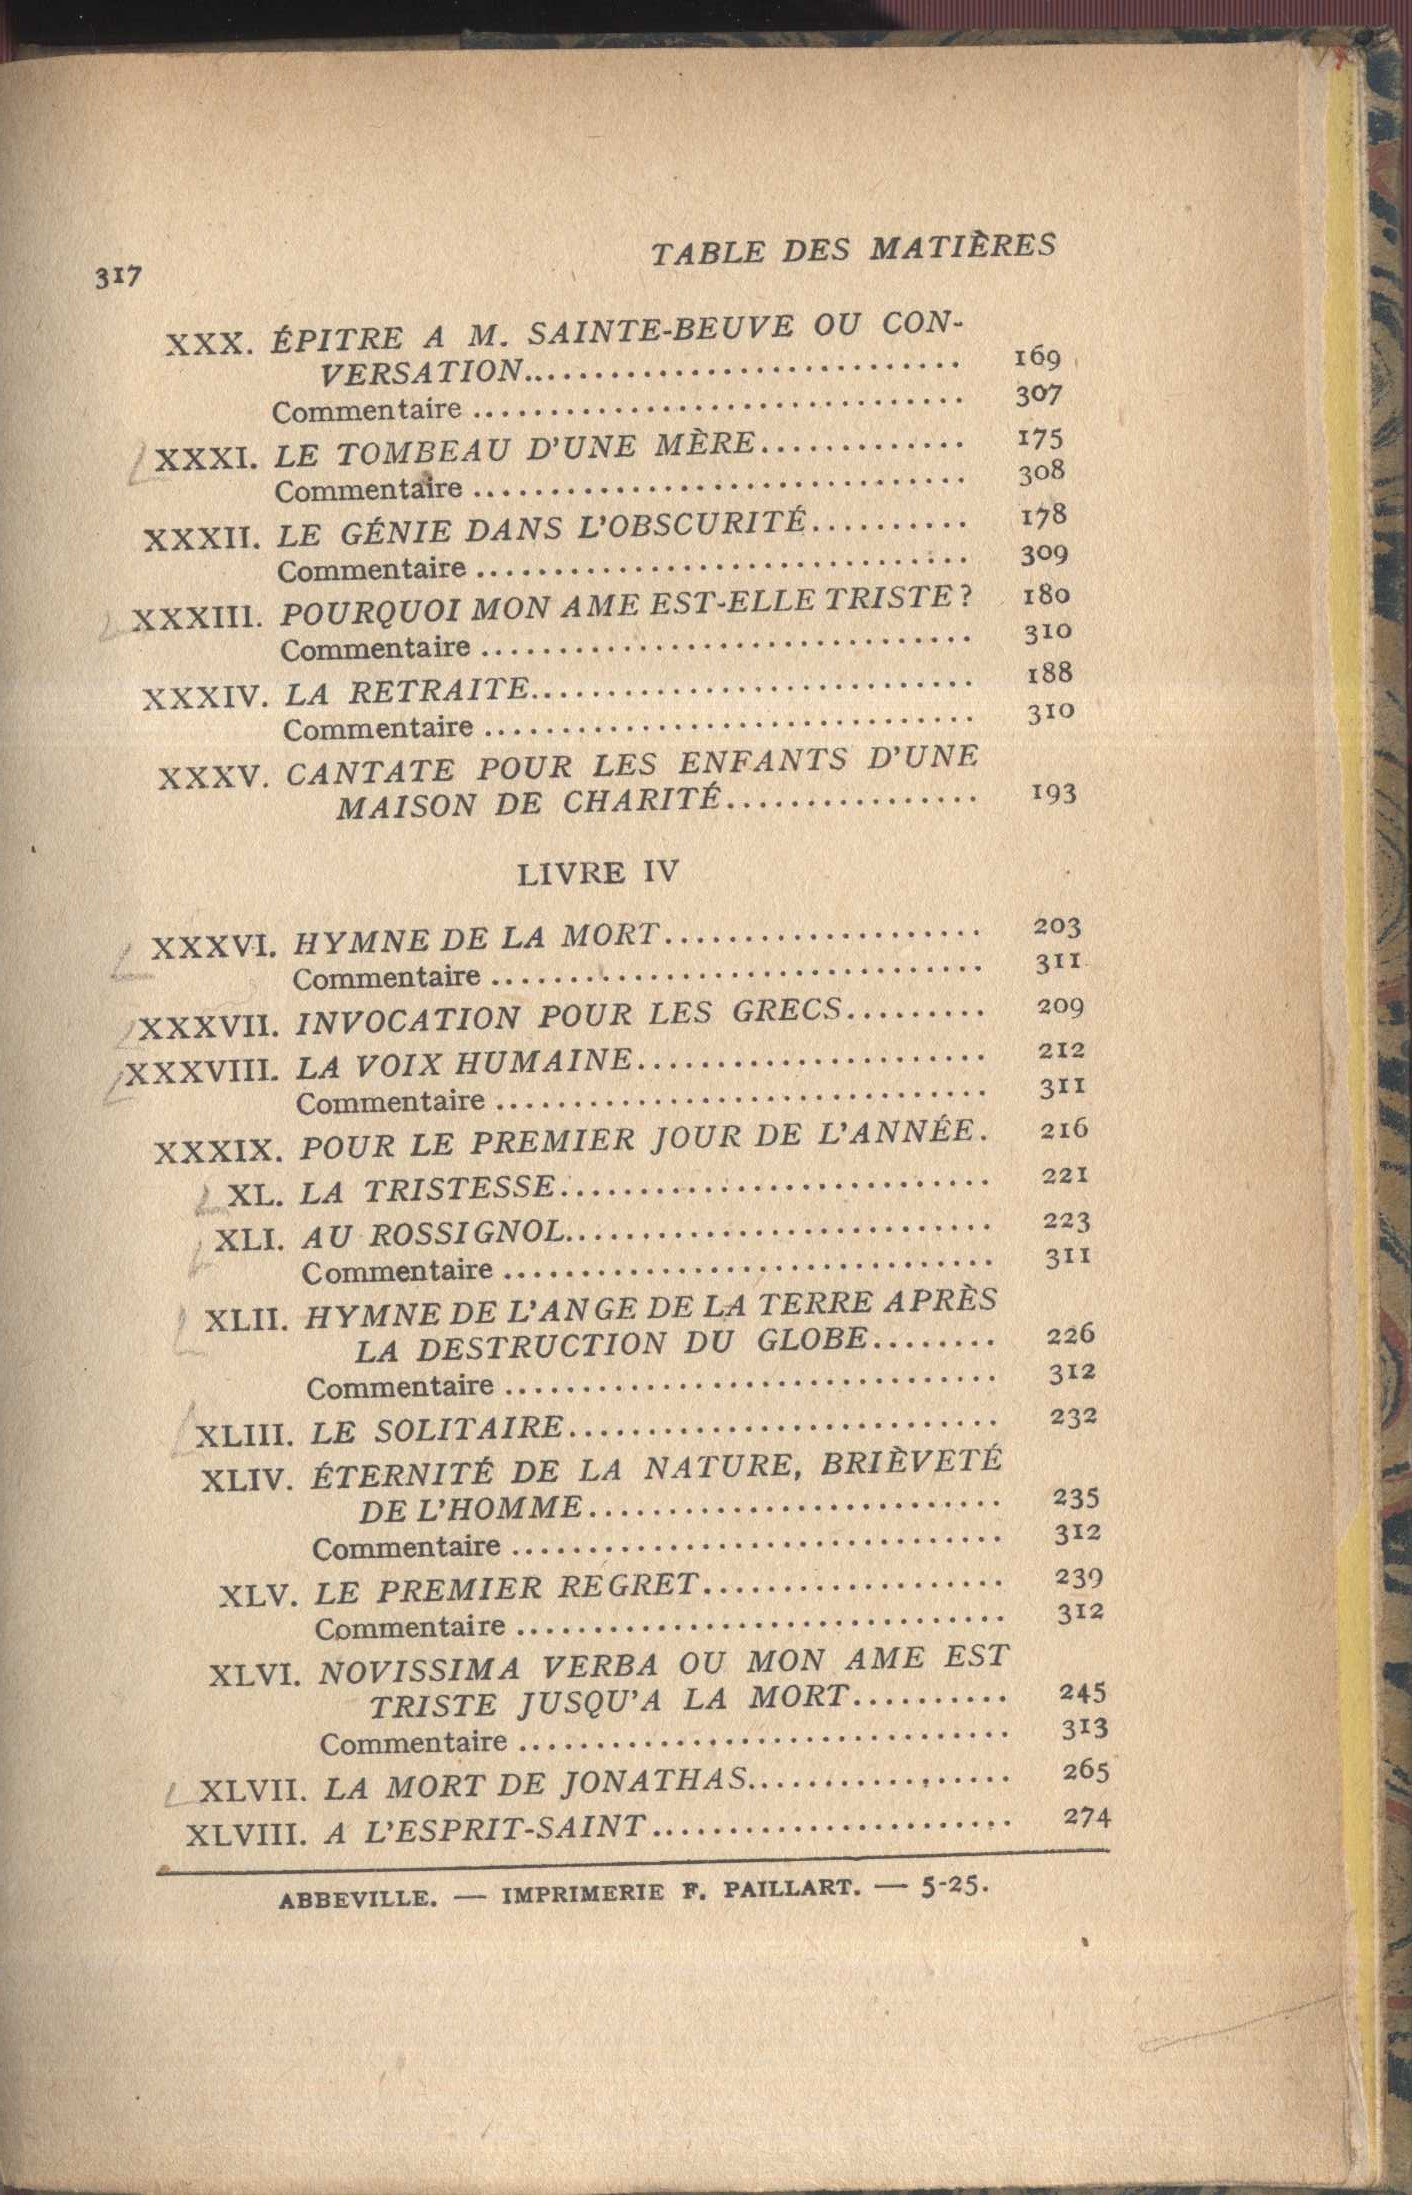 317 TABLE DES MATIÈRES
XXX. ÉPITRE A M. SAINTE-BEUVE OU CON-
VERSATION.............................. 169
Commentaire ................................ 307
XXXI. LE TOMBEAU D'UNE MÈRE............. 175
Commentaire ................................ 308
XXXII. LE GÉNIE DANS L'OBSCURITÉ.......... 178
Commentaire ................................ 309
XXXIII. POURQUOI MON AME EST-ELLE TRISTE ? 180
Commentaire ................................ 310
XXXIV. LA RETRAITE............................ 188
Commentaire ................................ 310
XXXV. CANTATE POUR LES ENFANTS D'UNE
MAISON DE CHARITÉ................ 193
LIVRE IV
XXXVI. HYMNE DE LA MORT.................... 203
Commentaire ................................ 311
XXXVII. INVOCATION POUR LES GRECS......... 209
XXXVIII. LA VOIX HUMAINE...................... 212
Commentaire ................................ 311
XXXIX. POUR LE PREMIER JOUR DE L'ANNÉE. 216
XL. LA TRISTESSE............................ 221
XLI. AU ROSSIGNOL........................... 223
Commentaire ................................ 311
XLII. HYMNE DE L'ANGE DE LA TERRE APRÈS
LA DESTRUCTION DU GLOBE........ 226
Commentaire ................................ 312
XLIII. LE SOLITAIRE............................ 232
XLIV. ÉTERNITÉ DE LA NATURE, BRIÈVETÉ
DE L'HOMME.......................... 235
Commentaire ................................ 312
XLV. LE PREMIER REGRET................... 239
Commentaire ................................ 312
XLVI. NOVISSIMA VERBA OU MON AME EST
TRISTE JUSQU'A LA MORT.......... 245
Commentaire ................................ 313
XLVII. LA MORT DE JONATHAS................. 265
XLVIII. A L'ESPRIT-SAINT....................... 274
ABBEVILLE. — IMPRIMERIE F. PAILLART. — 5-25.